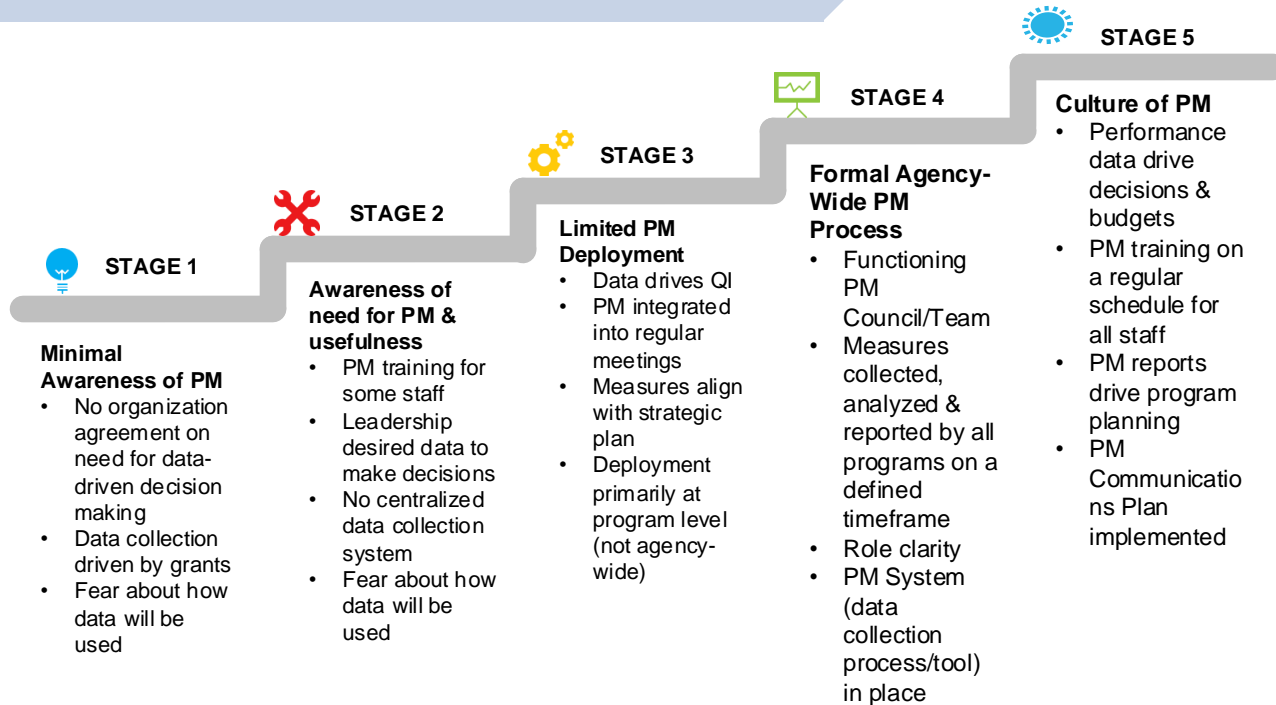 STAGE 1
Minimal
Awareness of PM
• No organization
agreement on
need for data-
driven decision
making
• Data collection
driven by grants
• Fear about how
data will be
used
STAGE 2
Awareness of
need for PM &
usefulness
• PM training for
some staff
• Leadership
desired data to
make decisions
• No centralized
data collection
system
• Fear about how
data will be
used
STAGE 3
Limited PM
Deployment
• Data drives QI
• PM integrated
into regular
meetings
• Measures align
with strategic
plan
• Deployment
primarily at
program level
(not agency-
wide)
STAGE 4
Formal Agency-
Wide PM
Process
• Functioning
PM
Council/Team
• Measures
collected,
analyzed &
reported by all
programs on a
defined
timeframe
• Role clarity
• PM System
(data
collection
process/tool)
in place
STAGE 5
Culture of PM
• Performance
data drive
decisions &
budgets
• PM training on
a regular
schedule for
all staff
• PM reports
drive program
planning
• PM
Communicatio
ns Plan
implemented